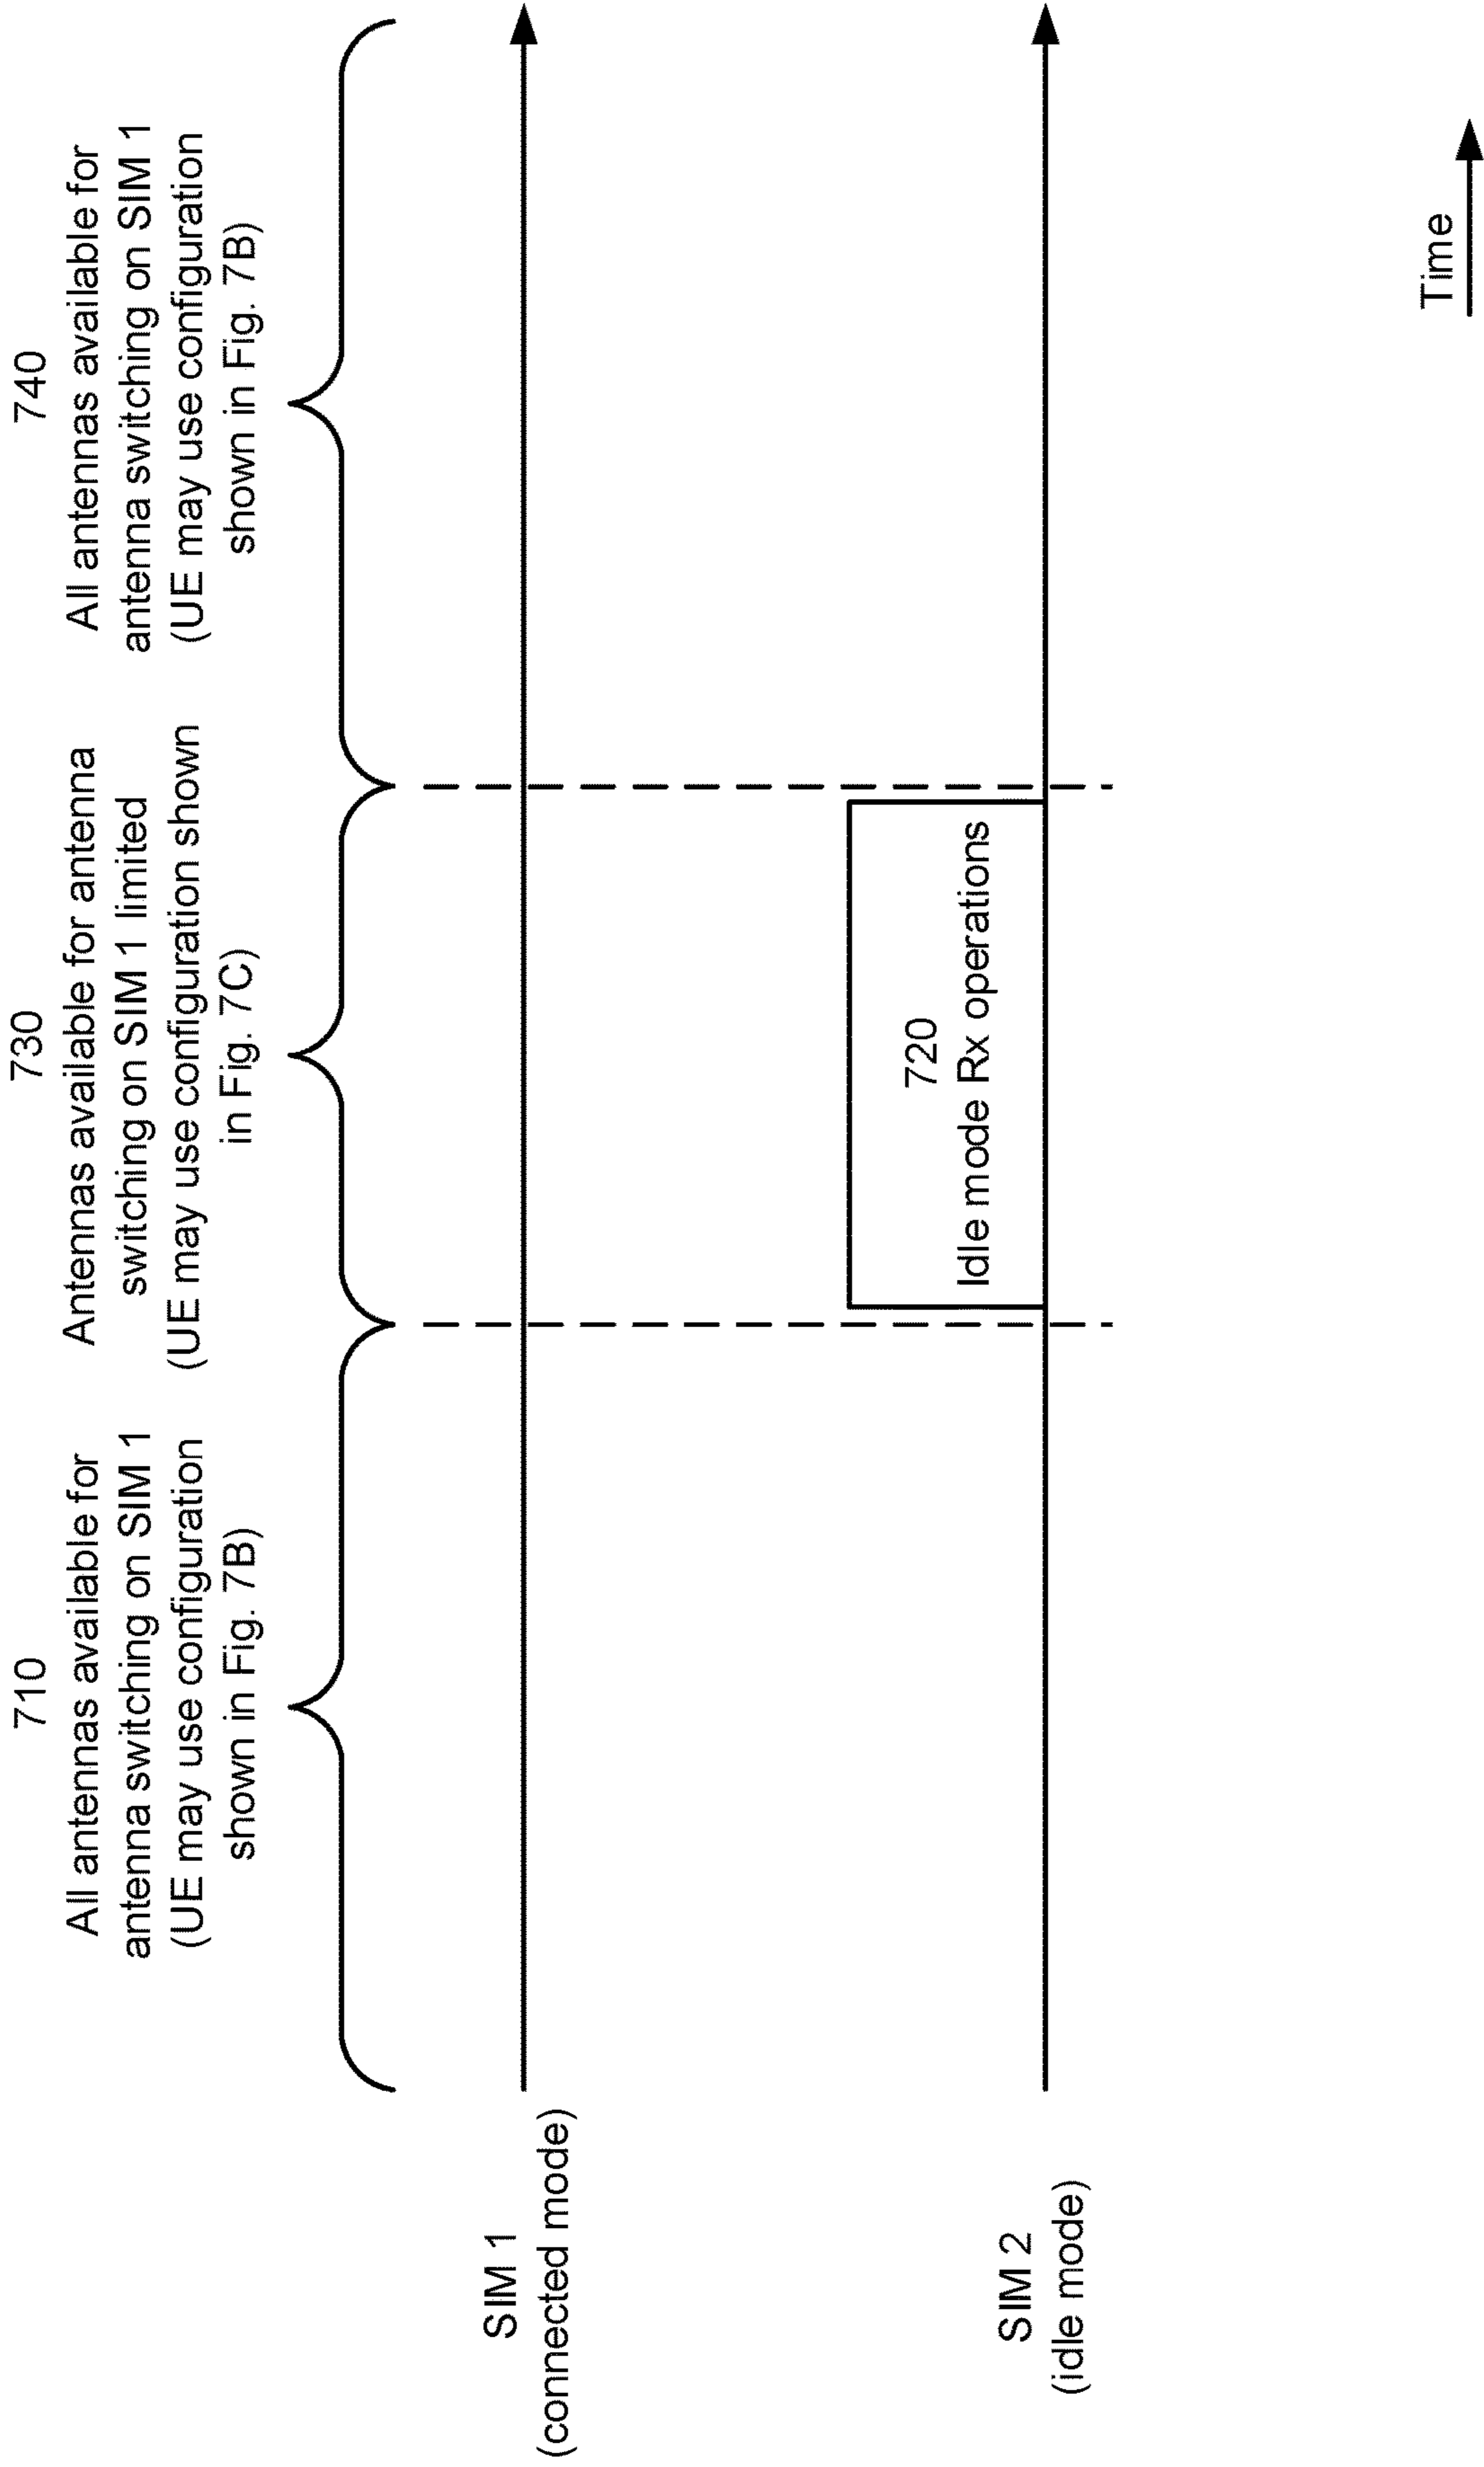 710
All antennas available for
antenna switching on SIM 1
(UE may use configuration
shown in Fig. 7B)
730
Antennas available for antenna
switching on SIM 1 limited
(UE may use configuration shown
in Fig. 7C)
740
All antennas available for
antenna switching on SIM 1
(UE may use configuration
shown in Fig. 7B)
SIM 1
(connected mode)
720
Idle mode Rx operations
SIM 2
(idle mode)
Time